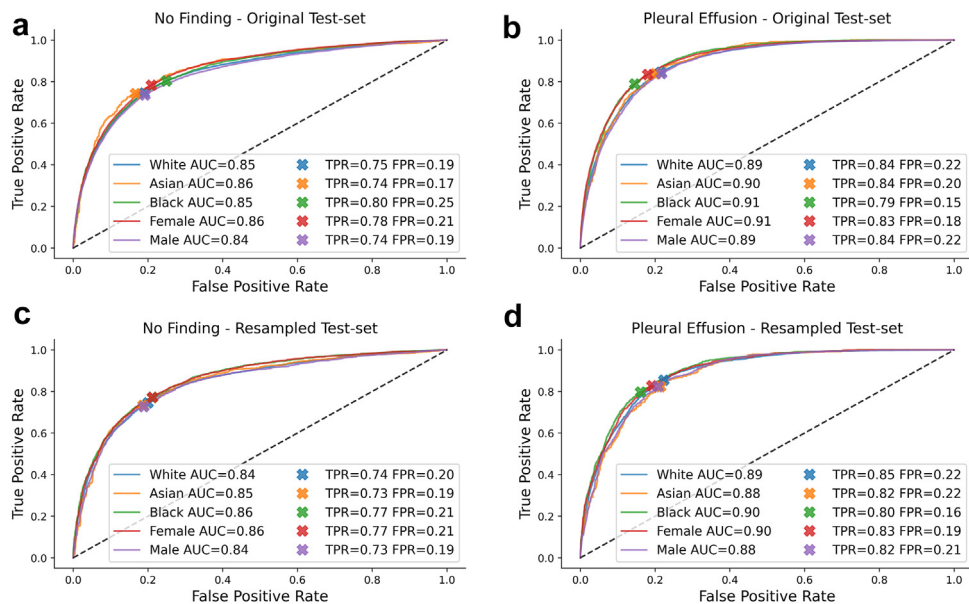 a
No Finding - Original Test-set
True Positive Rate
1.0
0.8
0.6
0.4
0.2
0.0
White AUC=0.85 TPR=0.75 FPR=0.19
Asian AUC=0.86 TPR=0.74 FPR=0.17
Black AUC=0.85 TPR=0.80 FPR=0.25
Female AUC=0.86 TPR=0.78 FPR=0.21
Male AUC=0.84 TPR=0.74 FPR=0.19
0.0 0.2 0.4 0.6 0.8 1.0
False Positive Rate
b
Pleural Effusion - Original Test-set
True Positive Rate
1.0
0.8
0.6
0.4
0.2
0.0
White AUC=0.89 TPR=0.84 FPR=0.22
Asian AUC=0.90 TPR=0.84 FPR=0.20
Black AUC=0.91 TPR=0.79 FPR=0.15
Female AUC=0.91 TPR=0.83 FPR=0.18
Male AUC=0.89 TPR=0.84 FPR=0.22
0.0 0.2 0.4 0.6 0.8 1.0
False Positive Rate
c
No Finding - Resampled Test-set
True Positive Rate
1.0
0.8
0.6
0.4
0.2
0.0
White AUC=0.84 TPR=0.74 FPR=0.20
Asian AUC=0.85 TPR=0.73 FPR=0.19
Black AUC=0.86 TPR=0.77 FPR=0.21
Female AUC=0.86 TPR=0.77 FPR=0.21
Male AUC=0.84 TPR=0.73 FPR=0.19
0.0 0.2 0.4 0.6 0.8 1.0
False Positive Rate
d
Pleural Effusion - Resampled Test-set
True Positive Rate
1.0
0.8
0.6
0.4
0.2
0.0
White AUC=0.89 TPR=0.85 FPR=0.22
Asian AUC=0.88 TPR=0.82 FPR=0.22
Black AUC=0.90 TPR=0.80 FPR=0.16
Female AUC=0.90 TPR=0.83 FPR=0.19
Male AUC=0.88 TPR=0.82 FPR=0.21
0.0 0.2 0.4 0.6 0.8 1.0
False Positive Rate